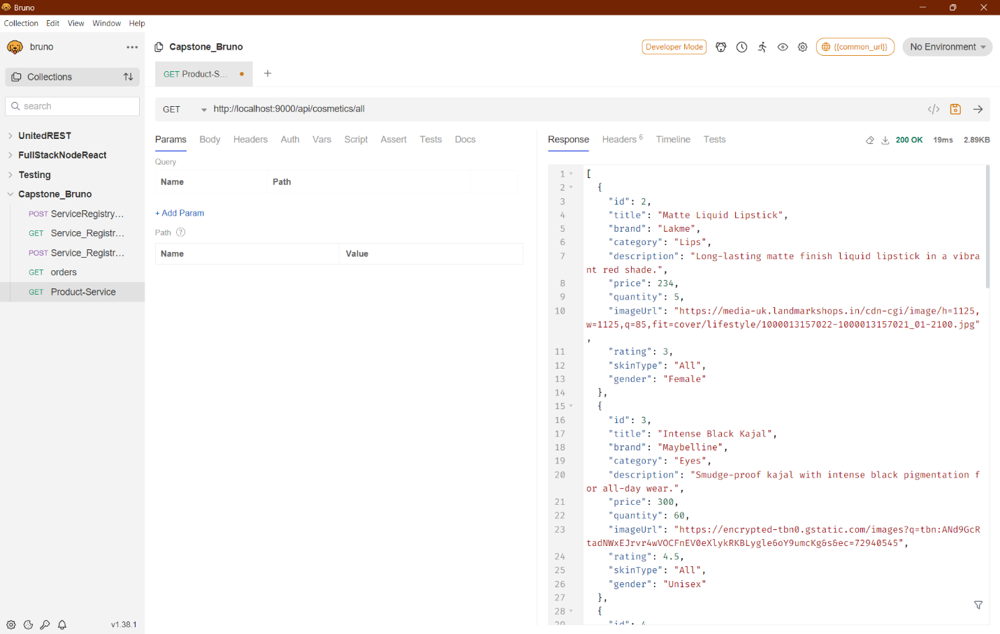 Bruno
Collection Edit View Window Help
bruno
Capstone_Bruno
Developer Mode
{{common_url}}
No Environment
Collections
GET Product-S...
search
GET
http://localhost:9000/api/cosmetics/all
UnitedREST
FullStackNodeReact
Testing
Capstone_Bruno
POST ServiceRegistry...
GET Service_Registr...
POST Service_Registr...
GET orders
GET Product-Service
v1.38.1
Params Body Headers Auth Vars Script Assert Tests Docs
Query
Name Path
+ Add Param
Path ?
Name Value
Response Headers 6 Timeline Tests
200 OK 19ms 2.89KB
1 [
2 {
3 "id": 2,
4 "title": "Matte Liquid Lipstick",
5 "brand": "Lakme",
6 "category": "Lips",
7 "description": "Long-lasting matte finish liquid lipstick in a vibra
nt red shade.",
8 "price": 234,
9 "quantity": 5,
10 "imageUrl": "https://media-uk.landmarkshops.in/cdn-cgi/image/h=1125,
w=1125,q=85,fit=cover/lifestyle/1000013157022-1000013157021_01-2100.jpg"
,
11 "rating": 3,
12 "skinType": "All",
13 "gender": "Female"
14 },
15 {
16 "id": 3,
17 "title": "Intense Black Kajal",
18 "brand": "Maybelline",
19 "category": "Eyes",
20 "description": "Smudge-proof kajal with intense black pigmentation f
or all-day wear.",
21 "price": 300,
22 "quantity": 60,
23 "imageUrl": "https://encrypted-tbn0.gstatic.com/images?q=tbn:ANd9GcR
tadNWxEJrvr4wVOCFnEV0eXlykRKBLygle6oY9umcKg&s&ec=72940545",
24 "rating": 4.5,
25 "skinType": "All",
26 "gender": "Unisex"
27 },
28 {
29 "id": 4